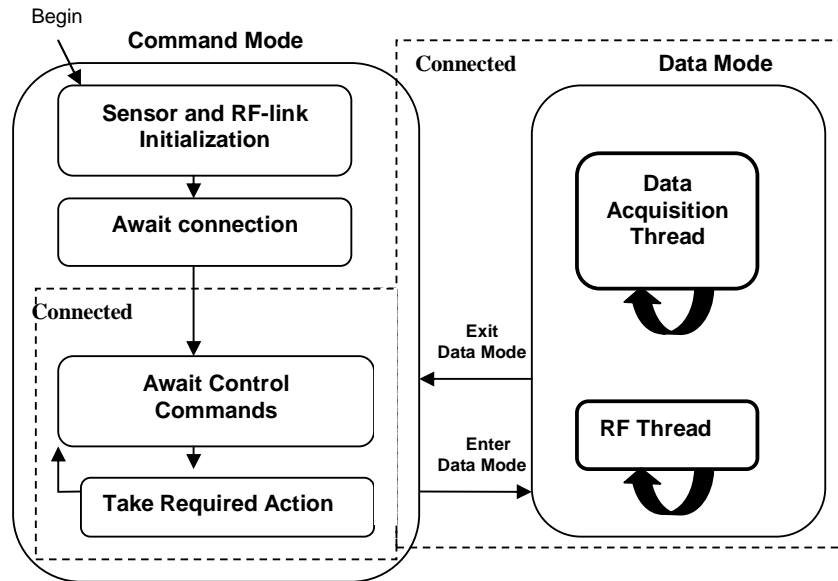 Begin
Command Mode
Sensor and RF-link
Initialization
Await connection
Connected
Await Control
Commands
Take Required Action
Exit
Data Mode
Enter
Data Mode
Connected
Data Mode
Data
Acquisition
Thread
RF Thread